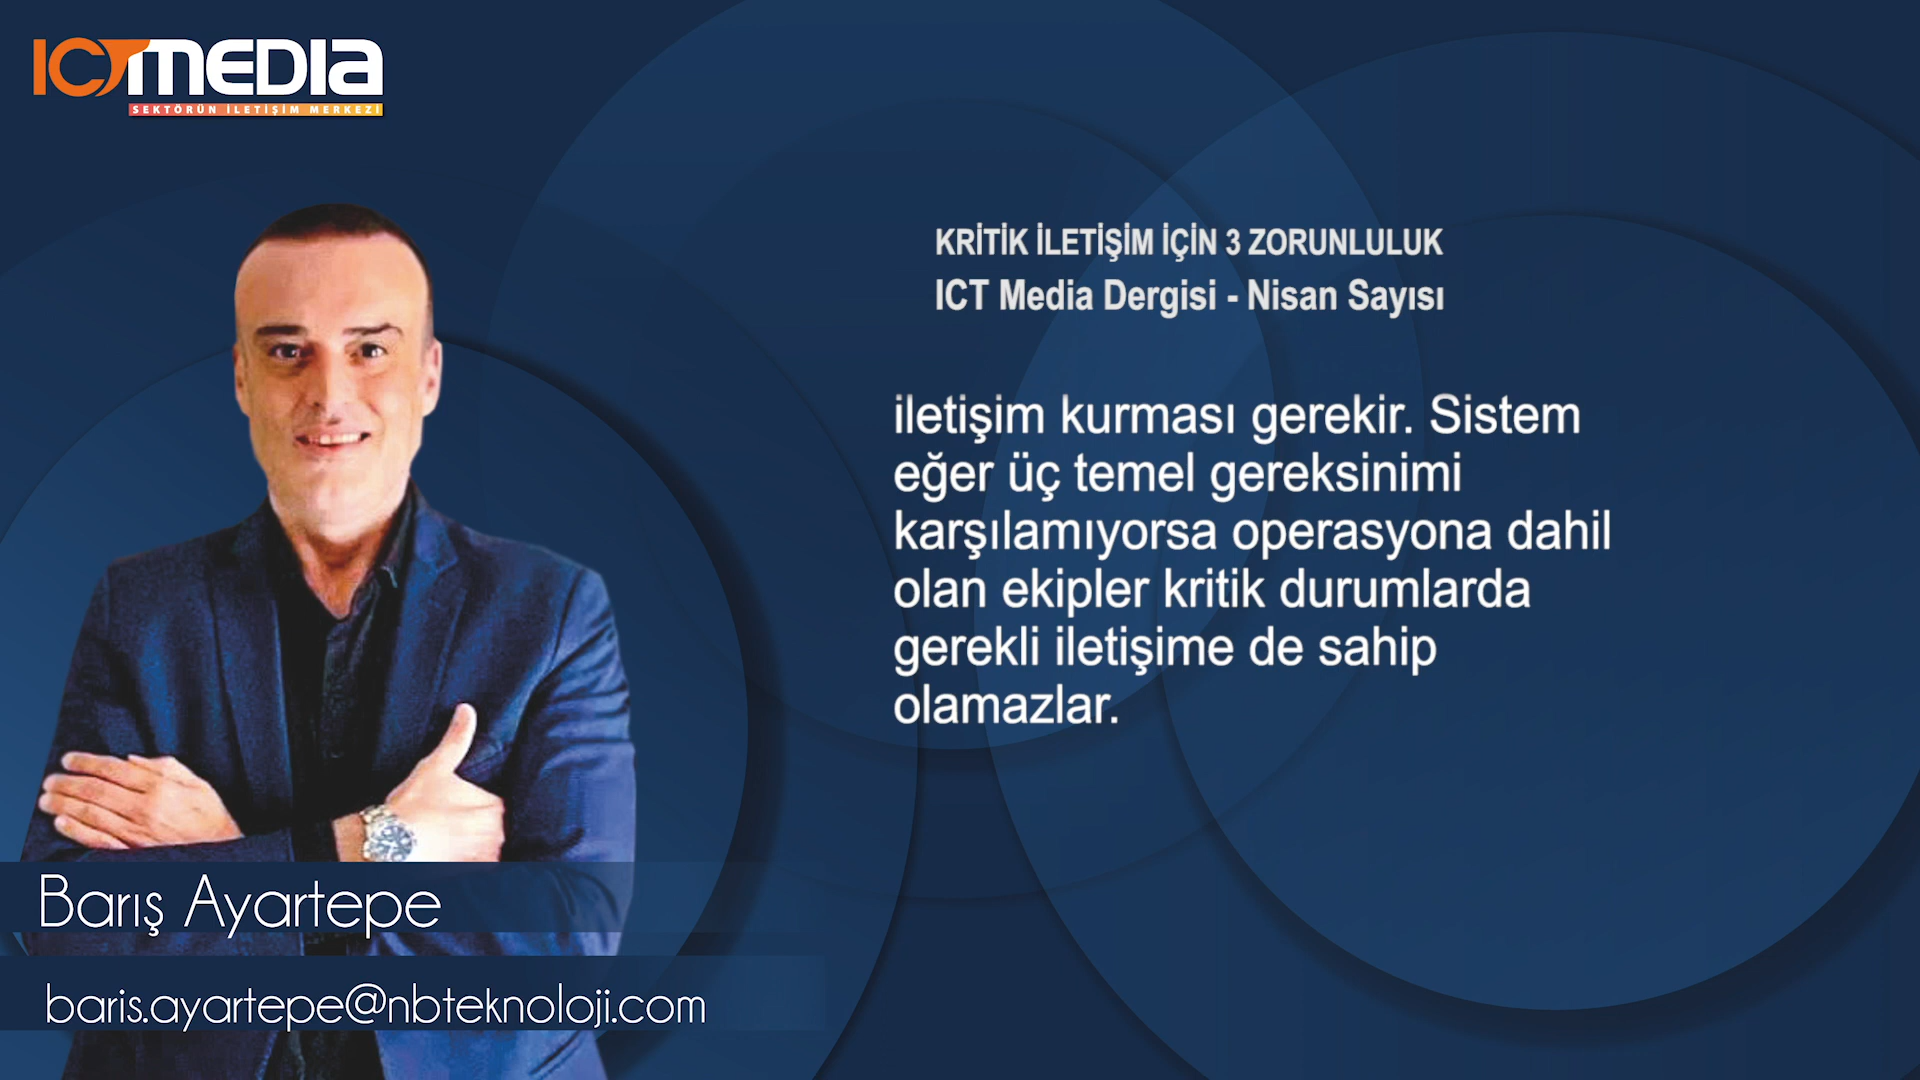 ICTMEDIA
SEKTÖRÜN İLETİŞİM MERKEZİ
KRİTİK İLETİŞİM İÇİN 3 ZORUNLULUK
ICT Media Dergisi - Nisan Sayısı
iletişim kurması gerekir. Sistem
eğer üç temel gereksinimi
karşılamıyorsa operasyona dahil
olan ekipler kritik durumlarda
gerekli iletişime de sahip
olamazlar.
Barış Ayartepe
baris.ayartepe@nbteknoloji.com